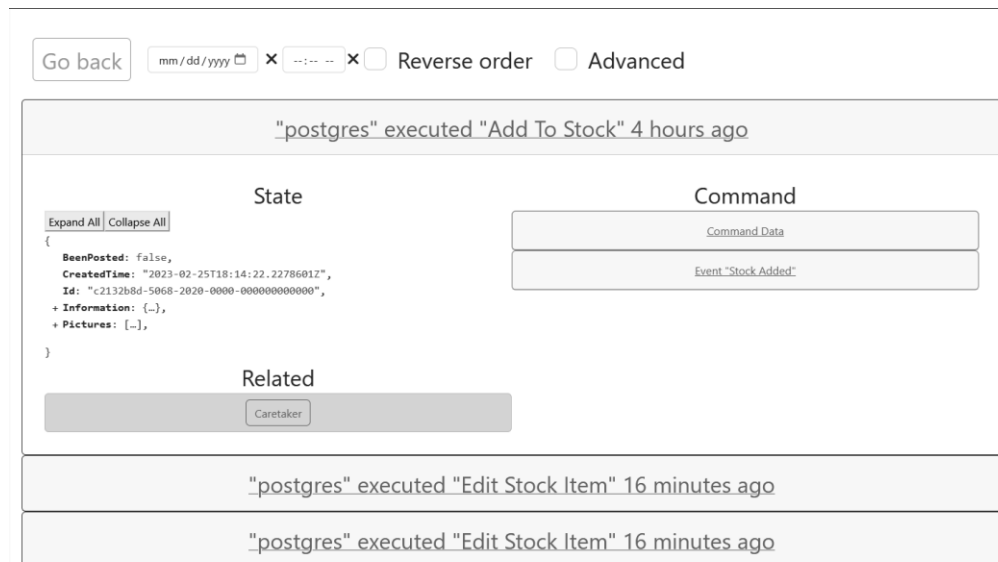 Go back mm/dd/yyyy × --:-- -- × Reverse order Advanced
"postgres" executed "Add To Stock" 4 hours ago
State
Expand All Collapse All
{
BeenPosted: false,
CreatedTime: "2023-02-25T18:14:22.2278601Z",
Id: "c2132b8d-5068-2020-0000-000000000000",
+ Information: {…},
+ Pictures: […],
}
Related
Caretaker
Command
Command Data
Event "Stock Added"
"postgres" executed "Edit Stock Item" 16 minutes ago
"postgres" executed "Edit Stock Item" 16 minutes ago